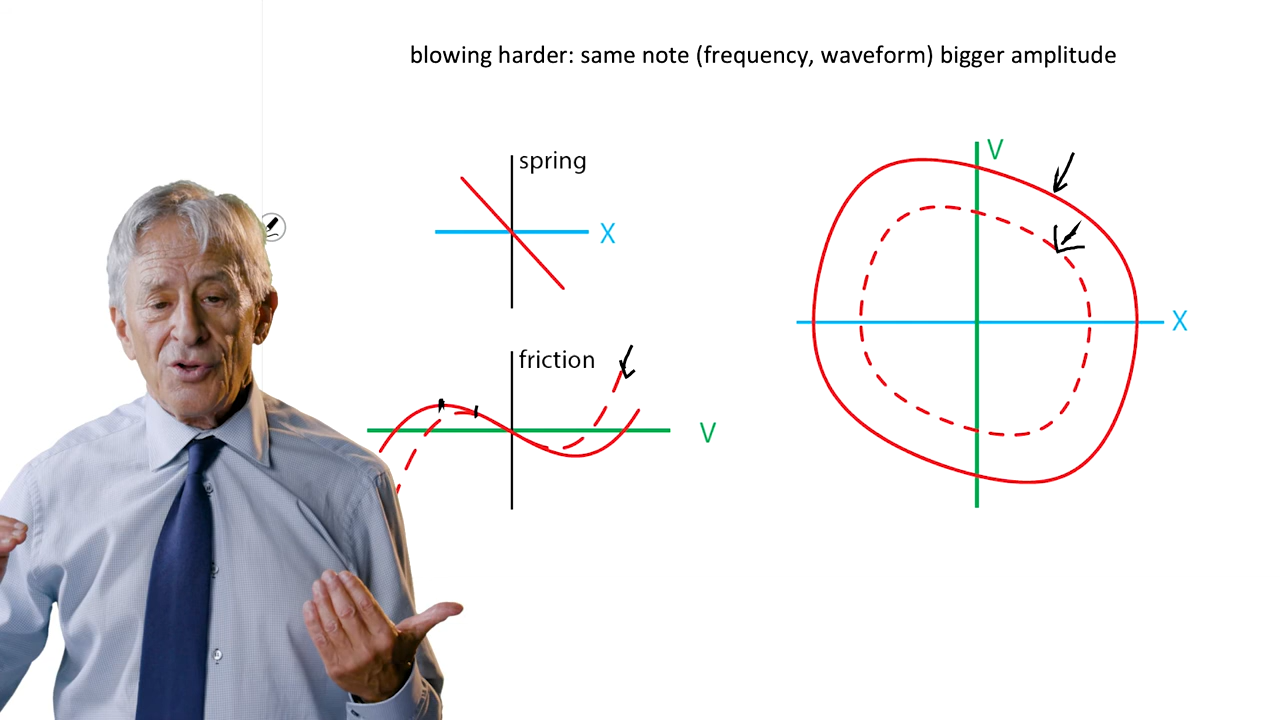 blowing harder: same note (frequency, waveform) bigger amplitude
V
spring
X
X
friction
V